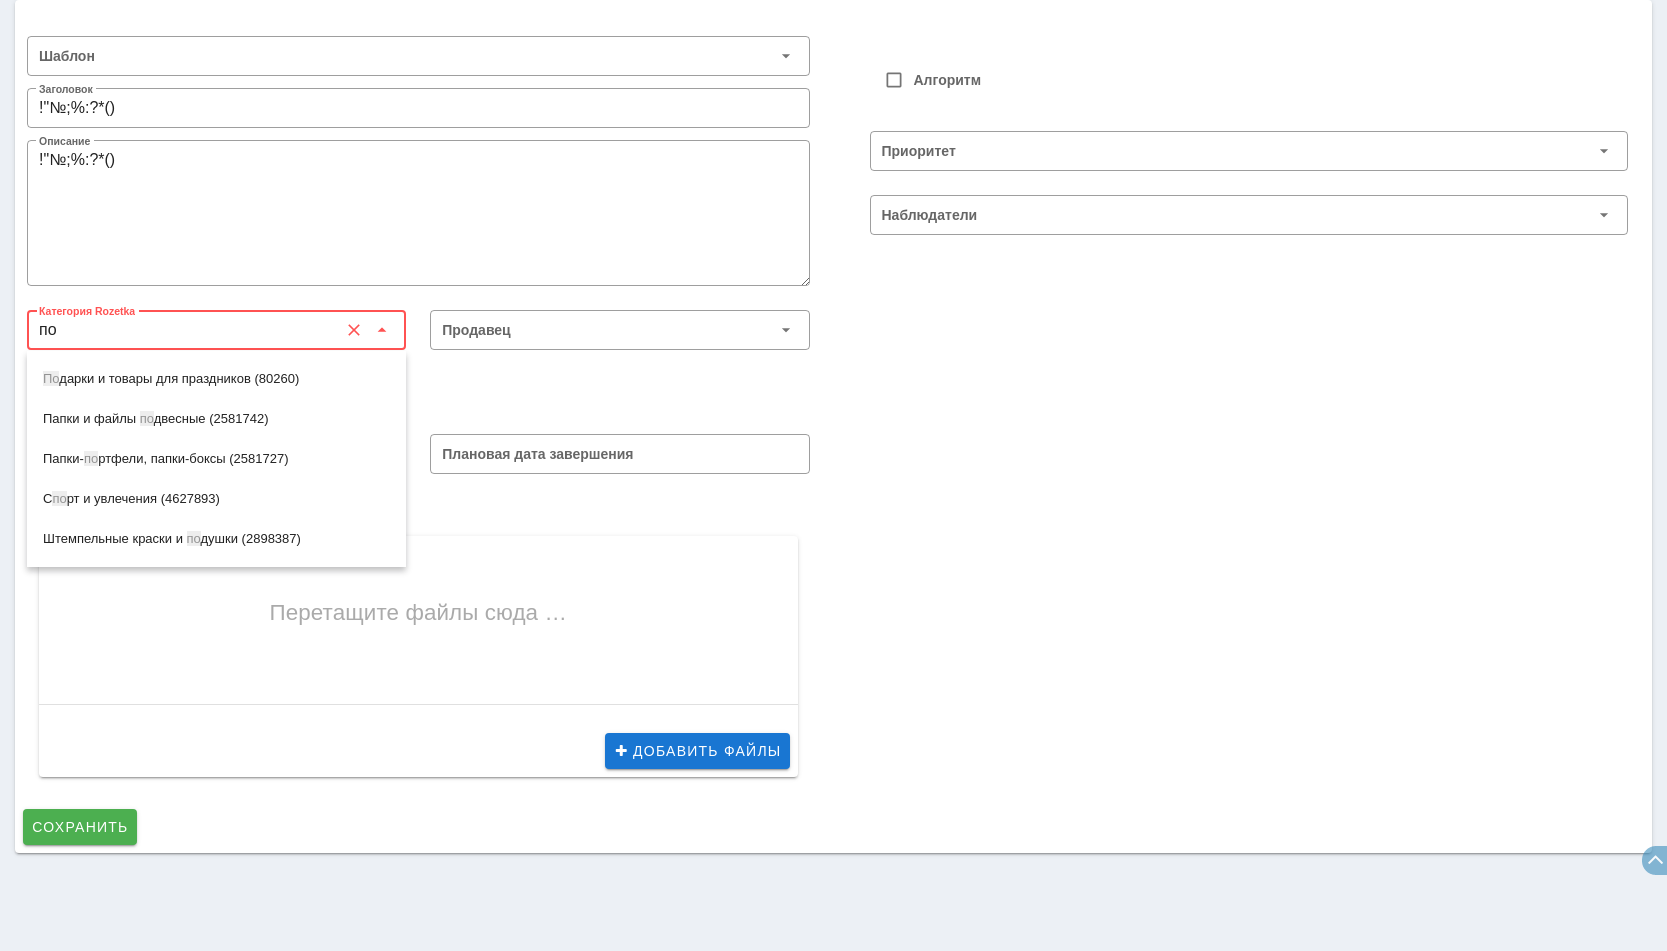 Шаблон
Заголовок
!"№;%:?*()
Описание
!"№;%:?*()
Категория Rozetka
по
Продавец
Подарки и товары для праздников (80260)
Папки и файлы подвесные (2581742)
Папки-портфели, папки-боксы (2581727)
Спорт и увлечения (4627893)
Штемпельные краски и подушки (2898387)
Плановая дата завершения
Перетащите файлы сюда …
ДОБАВИТЬ ФАЙЛЫ
СОХРАНИТЬ
Алгоритм
Приоритет
Наблюдатели